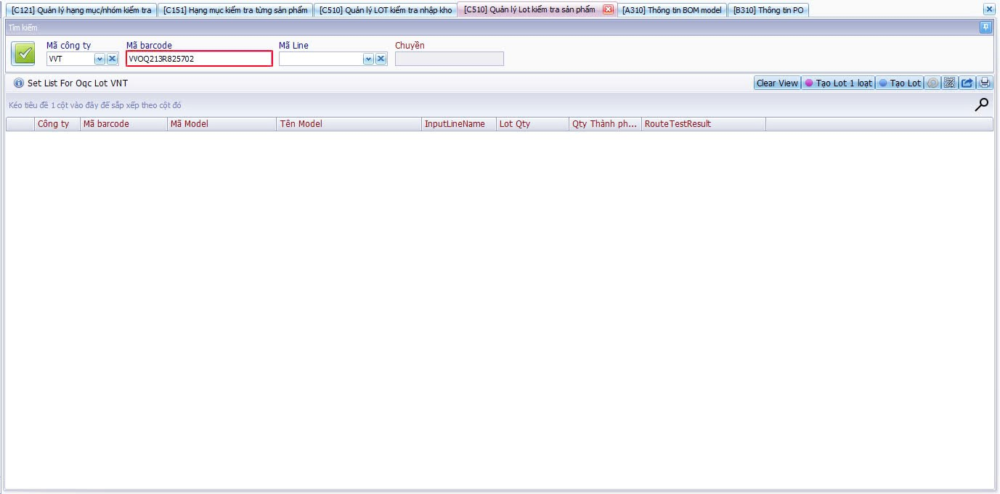 [C121] Quản lý hạng mục/nhóm kiểm tra [C151] Hạng mục kiểm tra từng sản phẩm [C510] Quản lý LOT kiểm tra nhập kho [C510] Quản lý Lot kiểm tra sản phẩm [A310] Thông tin BOM model [B310] Thông tin PO
Tìm kiếm
Mã công ty Mã barcode Mã Line Chuyền
VVT VVOQ213R825702
Set List For Oqc Lot VNT Clear View Tạo Lot 1 loạt Tạo Lot
Kéo tiêu đề 1 cột vào đây để sắp xếp theo cột đó
Công ty Mã barcode Mã Model Tên Model InputLineName Lot Qty Qty Thành ph... RouteTestResult